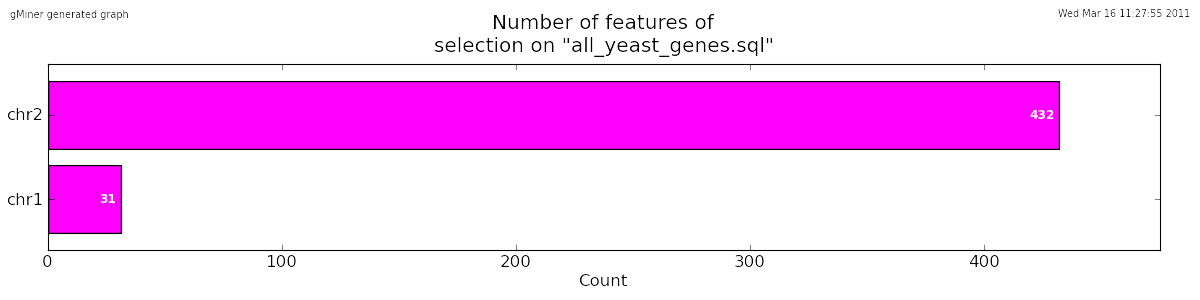 gMiner generated graph
Wed Mar 16 11:27:55 2011
Number of features of
selection on "all_yeast_genes.sql"
chr2
432
chr1
31
0 100 200 300 400
Count